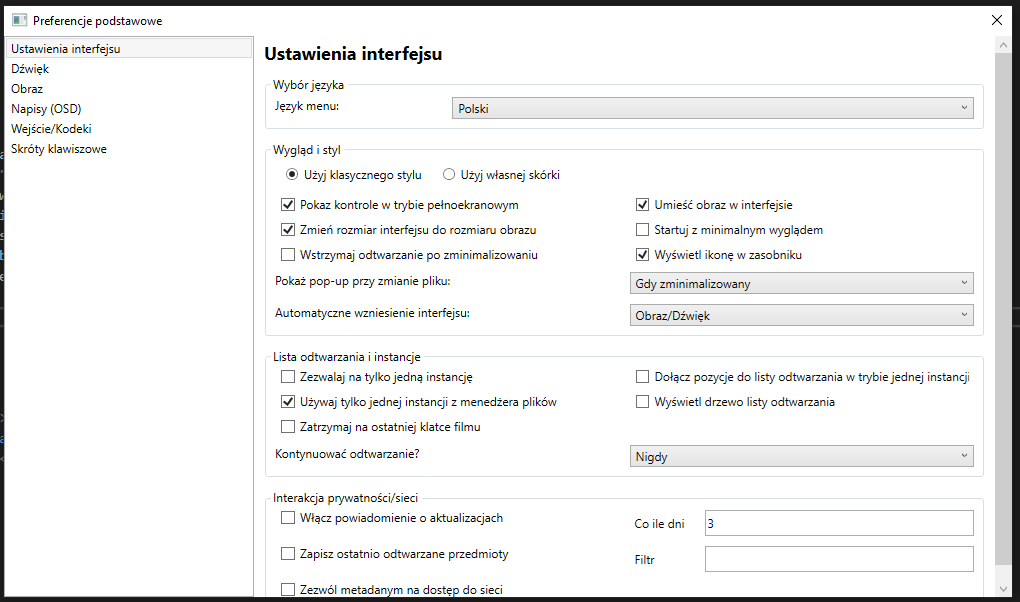 Preferencje podstawowe
Ustawienia interfejsu
Dźwięk
Obraz
Napisy (OSD)
Wejście/Kodeki
Skróty klawiszowe
Ustawienia interfejsu
Wybór języka
Język menu: Polski
Wygląd i styl
Użyj klasycznego stylu Użyj własnej skórki
Pokaz kontrole w trybie pełnoekranowym Umieść obraz w interfejsie
Zmień rozmiar interfejsu do rozmiaru obrazu Startuj z minimalnym wyglądem
Wstrzymaj odtwarzanie po zminimalizowaniu Wyświetl ikonę w zasobniku
Pokaż pop-up przy zmianie pliku: Gdy zminimalizowany
Automatyczne wzniesienie interfejsu: Obraz/Dźwięk
Lista odtwarzania i instancje
Zezwalaj na tylko jedną instancję Dołącz pozycje do listy odtwarzania w trybie jednej instancji
Używaj tylko jednej instancji z menedżera plików Wyświetl drzewo listy odtwarzania
Zatrzymaj na ostatniej klatce filmu
Kontynuować odtwarzanie? Nigdy
Interakcja prywatności/sieci
Włącz powiadomienie o aktualizacjach Co ile dni 3
Zapisz ostatnio odtwarzane przedmioty Filtr
Zezwól metadanym na dostęp do sieci